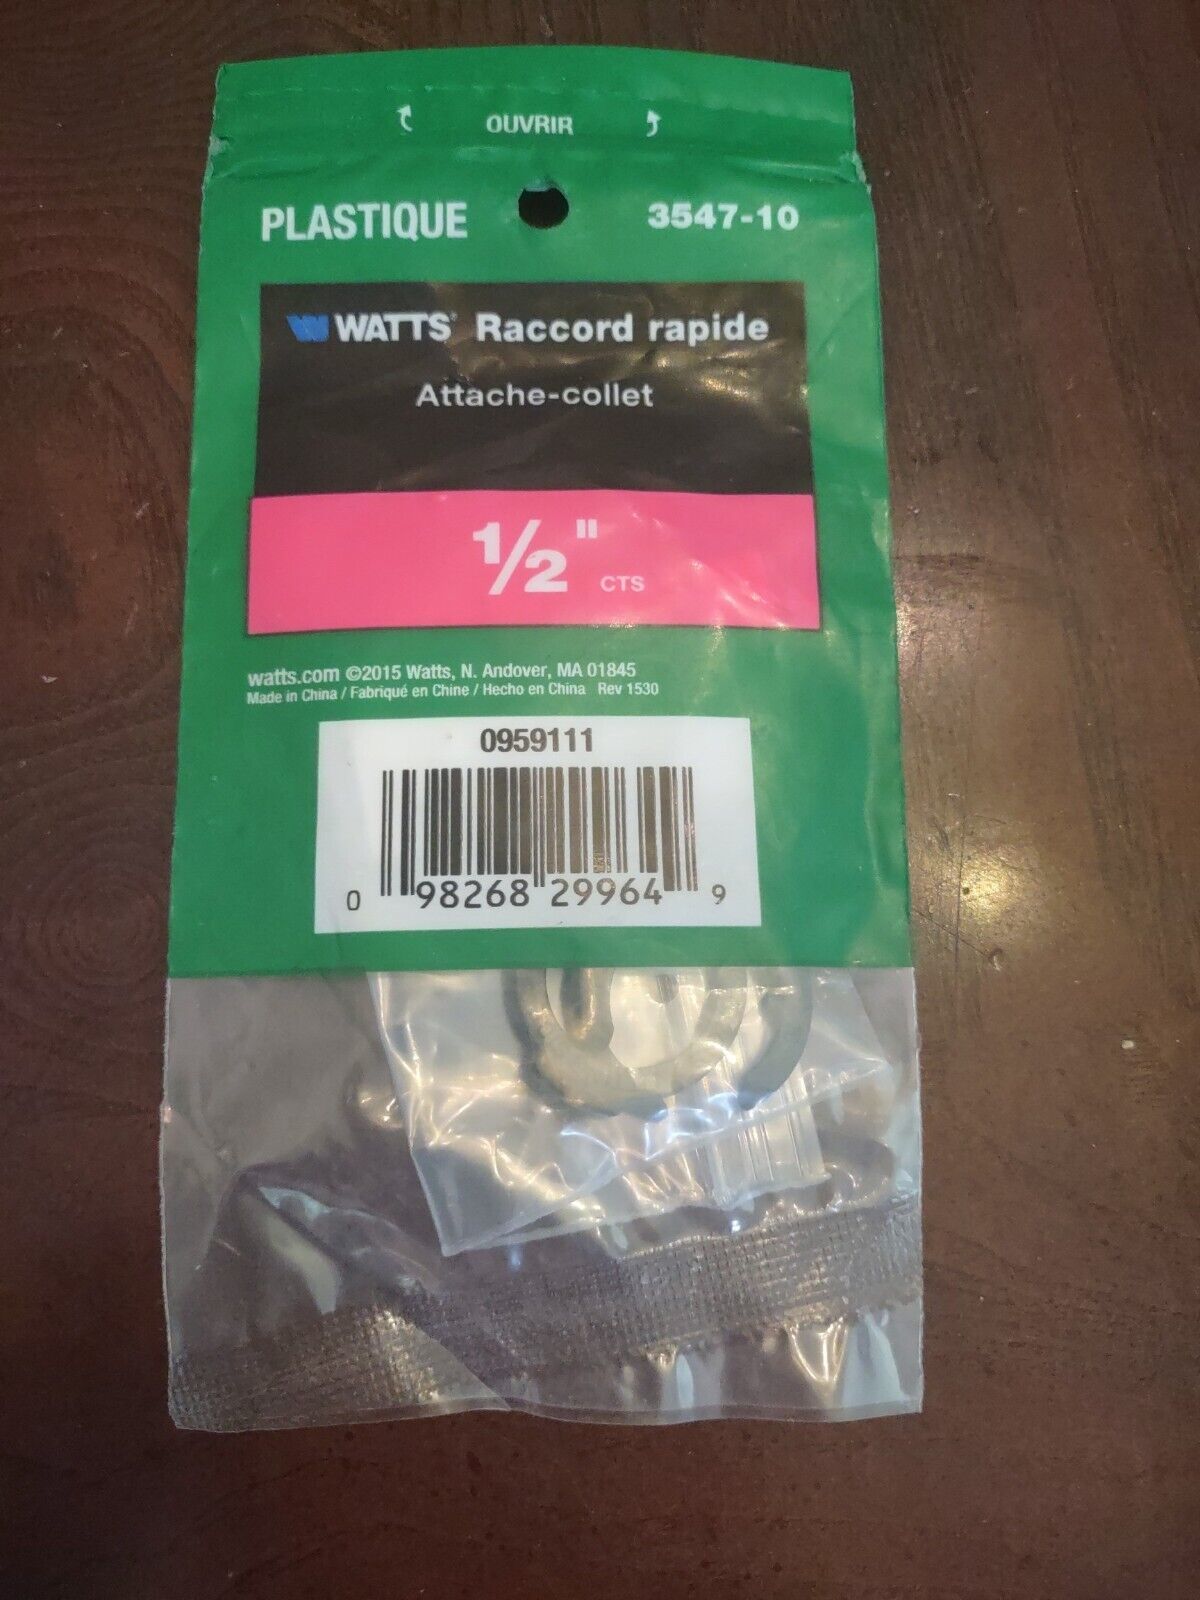 OUVRIR
PLASTIQUE 3547-10
WATTS® Raccord rapide
Attache-collet
1/2" CTS
watts.com ©2015 Watts, N. Andover, MA 01845
Made in China / Fabriqué en Chine / Hecho en China Rev 1530
0959111
0 98268 29964 9